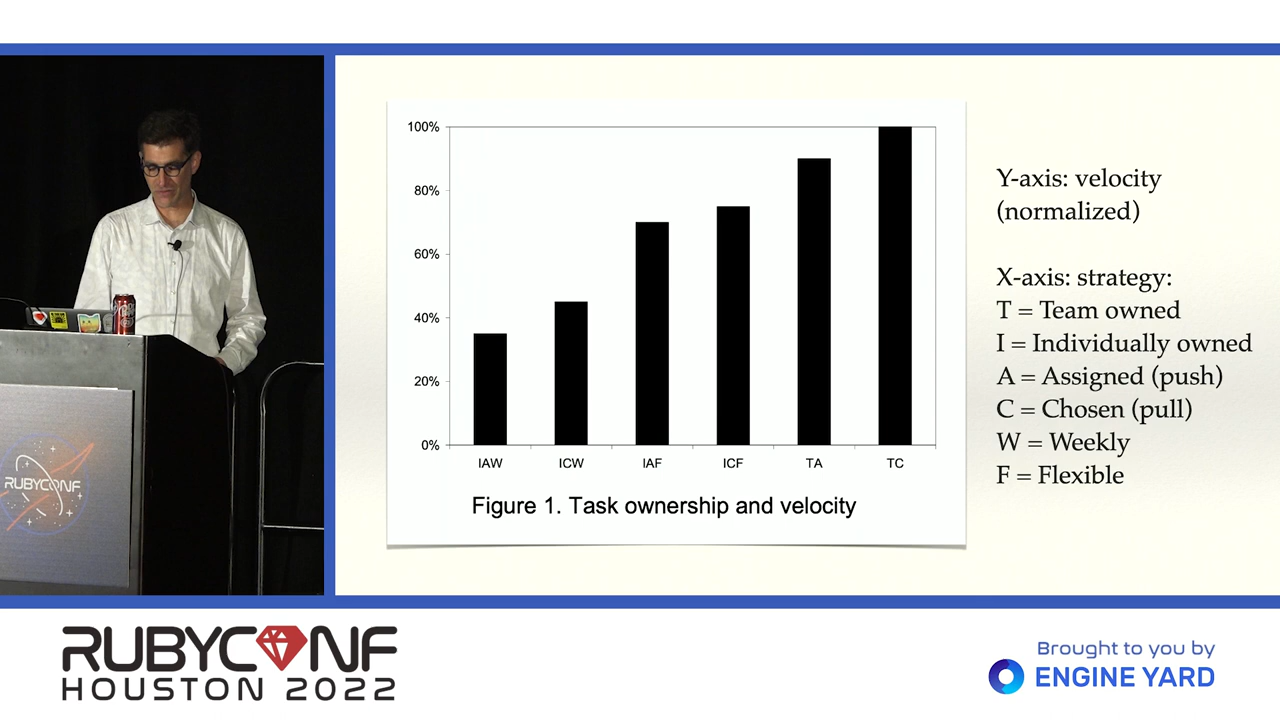 100%
80%
60%
40%
20%
0%
IAW ICW IAF ICF TA TC
Figure 1. Task ownership and velocity
Y-axis: velocity
(normalized)
X-axis: strategy:
T = Team owned
I = Individually owned
A = Assigned (push)
C = Chosen (pull)
W = Weekly
F = Flexible
RUBYCONF
RUBYCONF
HOUSTON 2022
Brought to you by
ENGINE YARD